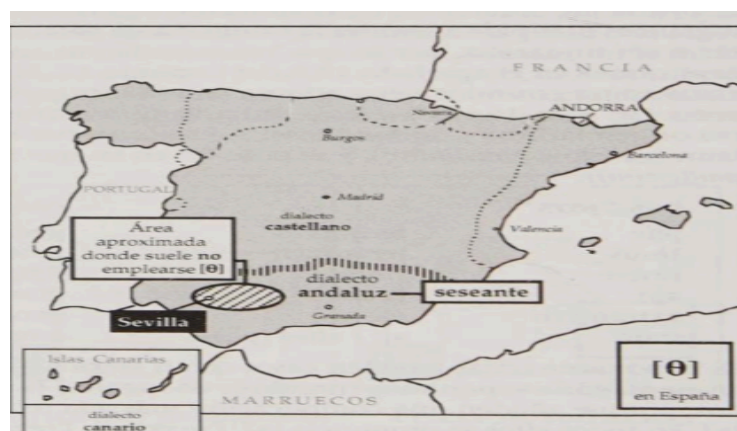 FRANCIA
Navarra
ANDORRA
Burgos
Barcelona
PORTUGAL
Madrid
dialecto
castellano
Valencia
Área
aproximada
donde suele no
emplearse [θ]
dialecto
andaluz
seseante
Sevilla
Granada
Islas Canarias
dialecto
canario
MARRUECOS
[θ]
en España